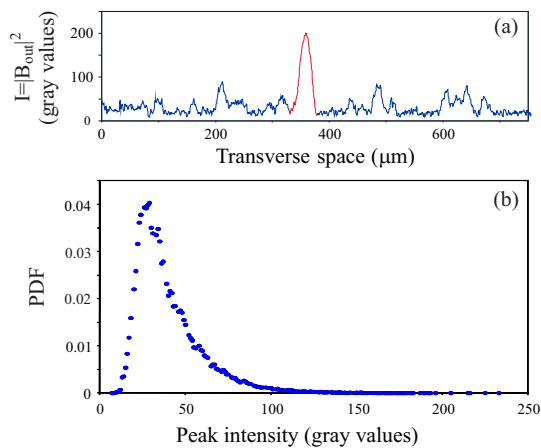 (a)
I=|B_out|^2
(gray values)
200
100
0
0
200
400
600
Transverse space (µm)
(b)
PDF
0.04
0.03
0.02
0.01
0
0
50
100
150
200
250
Peak intensity (gray values)